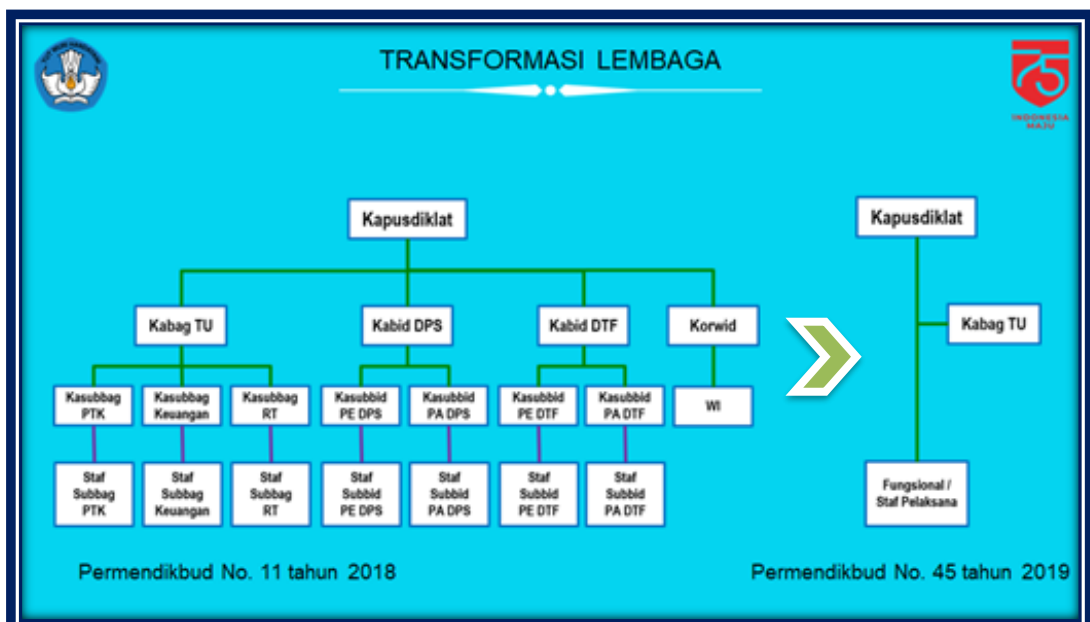 TRANSFORMASI LEMBAGA
75
INDONESIA
MAJU
Kapusdiklat
Kabag TU
Kabid DPS
Kabid DTF
Korwid
Kasubbag
PTK
Kasubbag
Keuangan
Kasubbag
RT
Kasubbid
PE DPS
Kasubbid
PA DPS
Kasubbid
PE DTF
Kasubbid
PA DTF
WI
Staf
Subbag
PTK
Staf
Subbag
Keuangan
Staf
Subbag
RT
Staf
Subbid
PE DPS
Staf
Subbid
PA DPS
Staf
Subbid
PE DTF
Staf
Subbid
PA DTF
Permendikbud No. 11 tahun 2018
Kapusdiklat
Kabag TU
Fungsional /
Staf Pelaksana
Permendikbud No. 45 tahun 2019